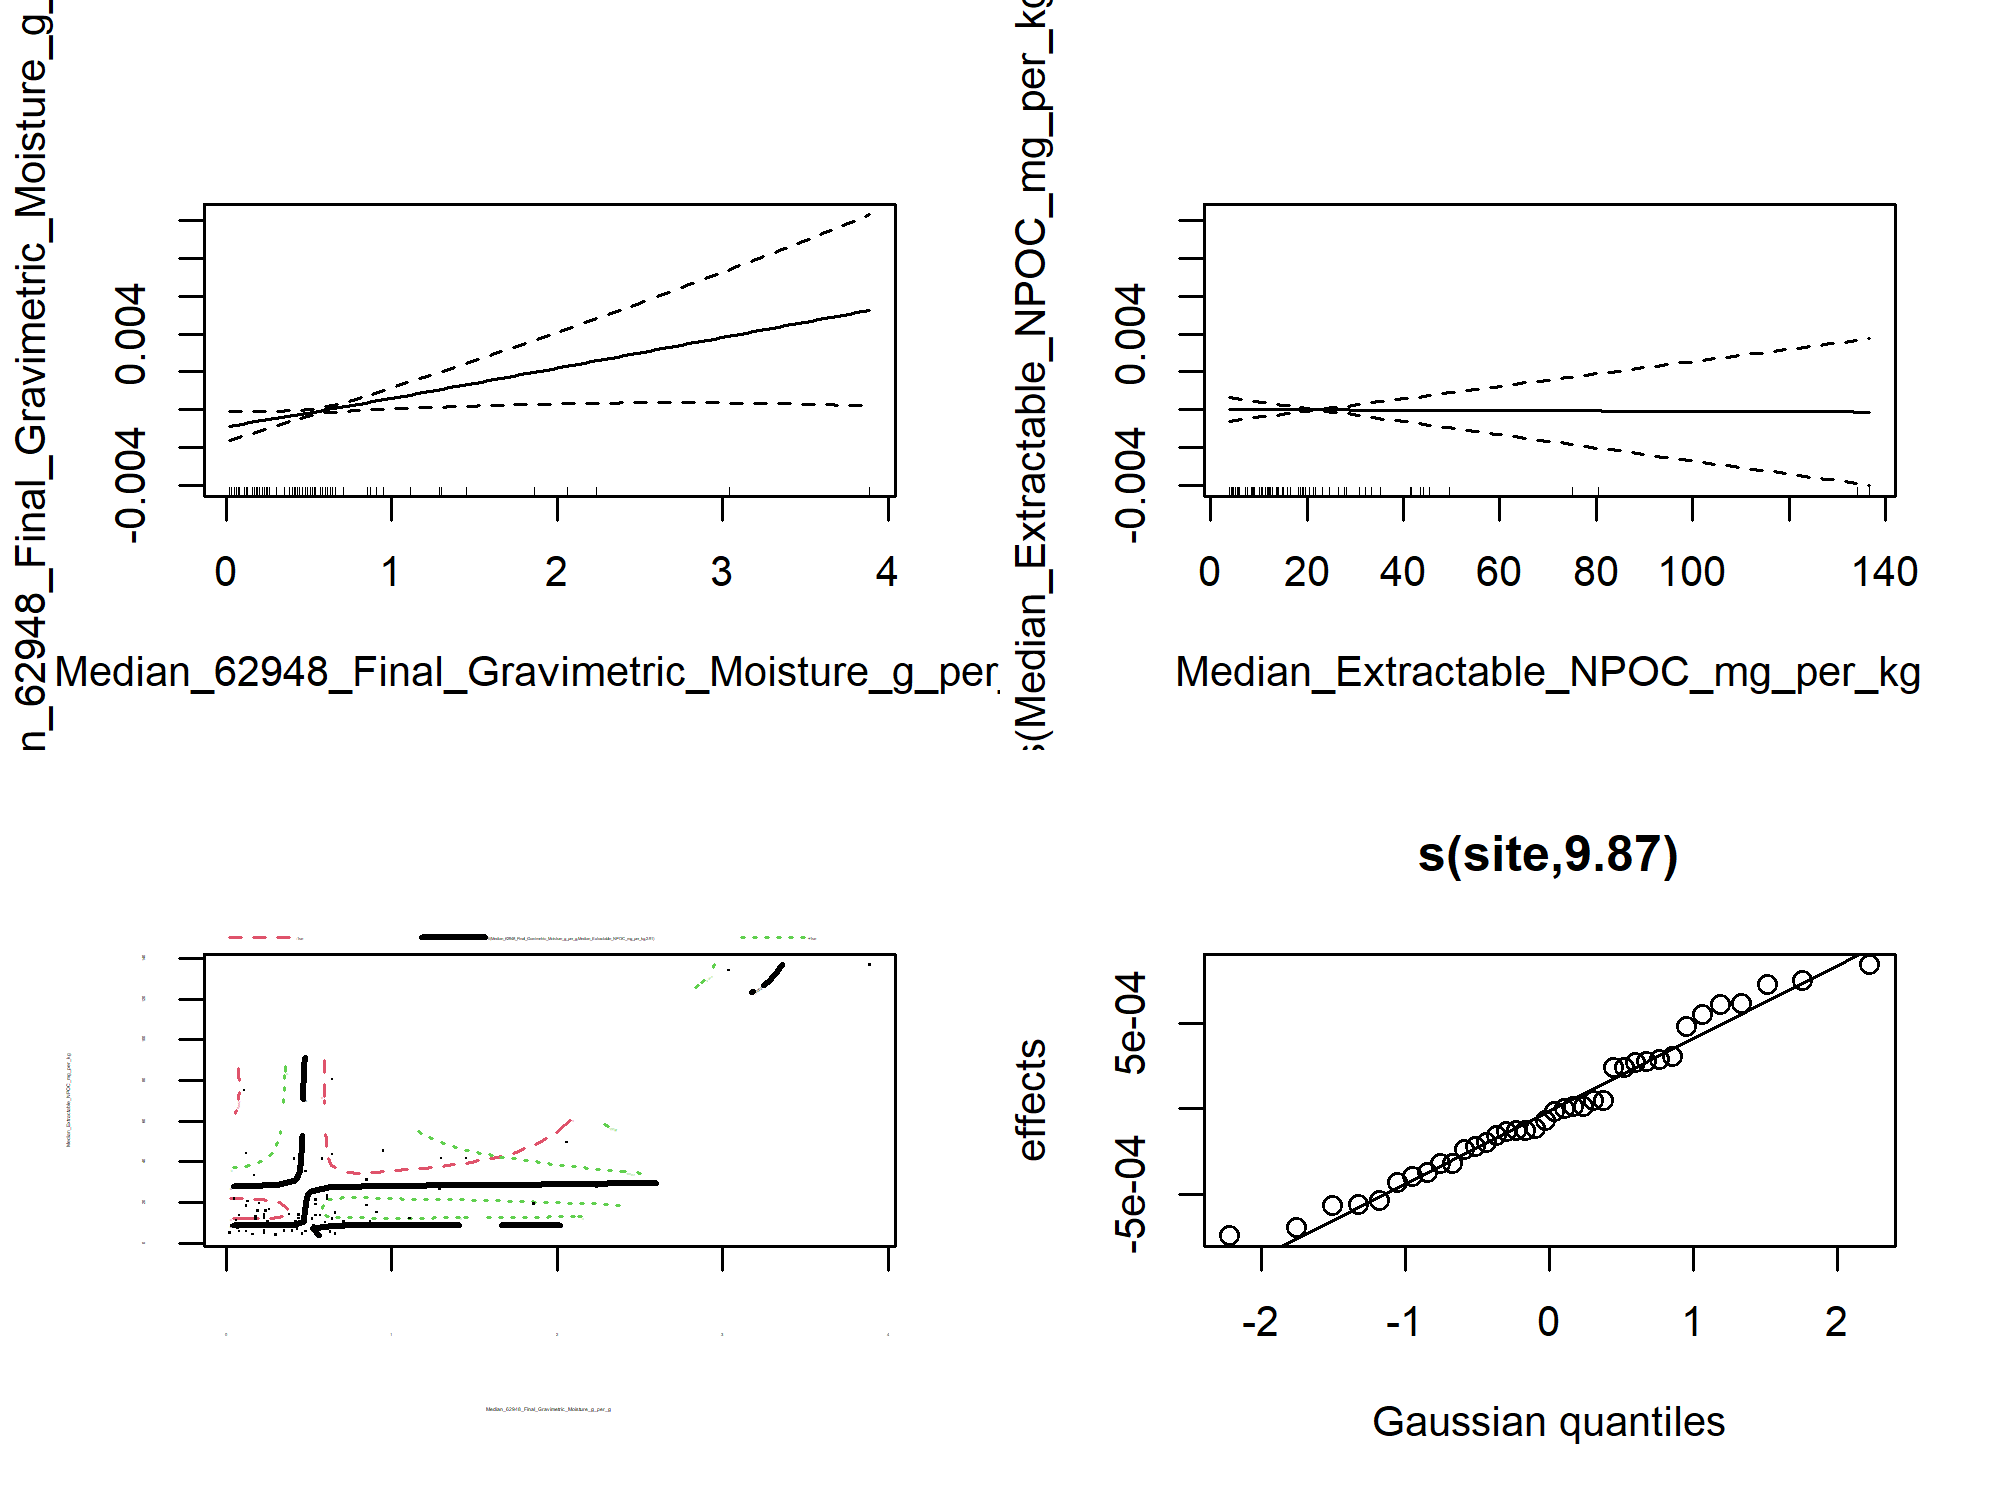 n_62948_Final_Gravimetric_Moisture_g_
0.004
-0.004
0 1 2 3 4
Median_62948_Final_Gravimetric_Moisture_g_per_
s(Median_Extractable_NPOC_mg_per_kg
0.004
-0.004
0 20 40 60 80 100 140
Median_Extractable_NPOC_mg_per_kg
Median_Extractable_NPOC_mg_per_kg
Median_62948_Final_Gravimetric_Moisture_g_per_g
s(site,9.87)
effects
5e-04
-5e-04
-2 -1 0 1 2
Gaussian quantiles